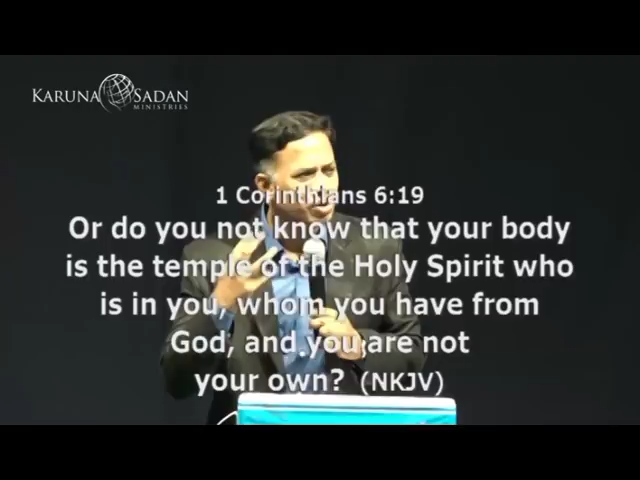 KARUNA SADAN
MINISTRIES
1 Corinthians 6:19
Or do you not know that your body
is the temple of the Holy Spirit who
is in you, whom you have from
God, and you are not
your own? (NKJV)